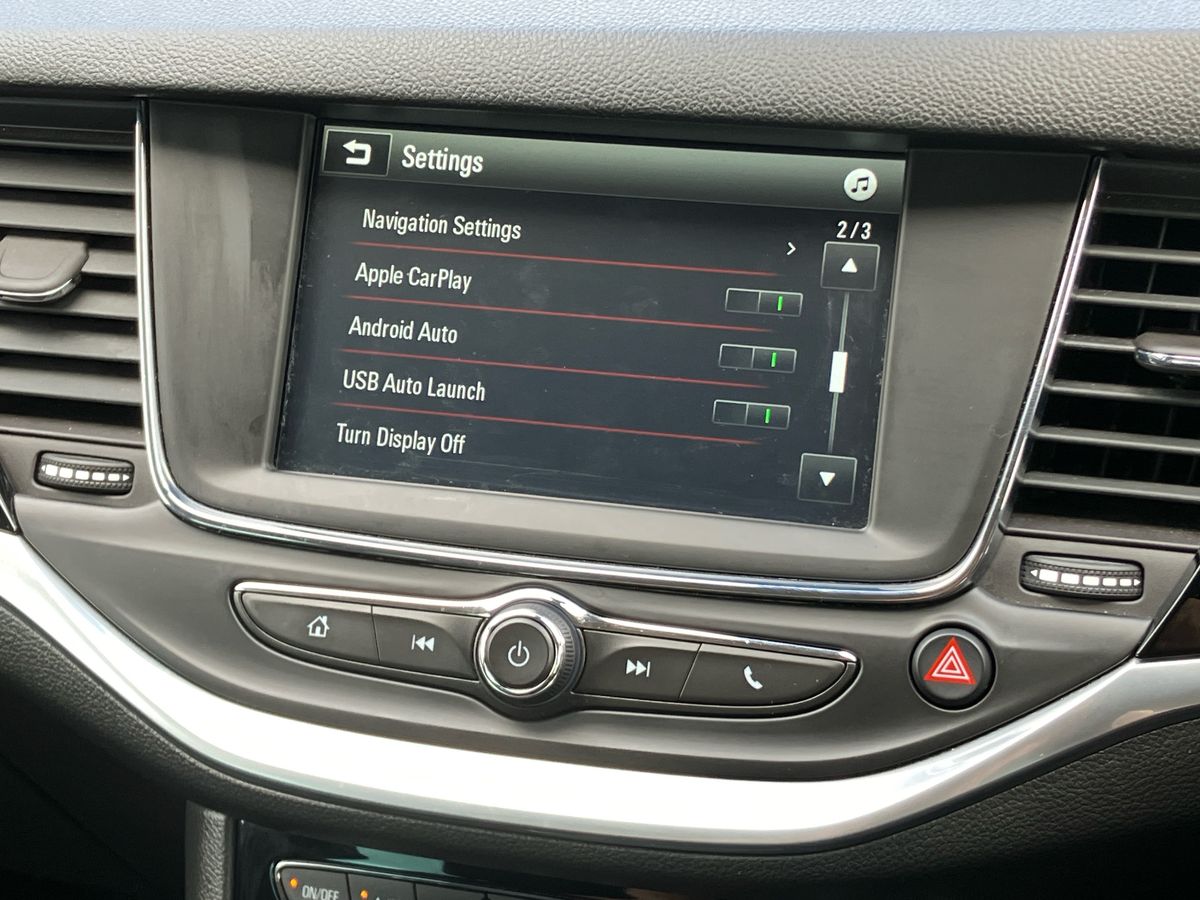 Settings
2/3
Navigation Settings
Apple CarPlay
Android Auto
USB Auto Launch
Turn Display Off
ON/OFF